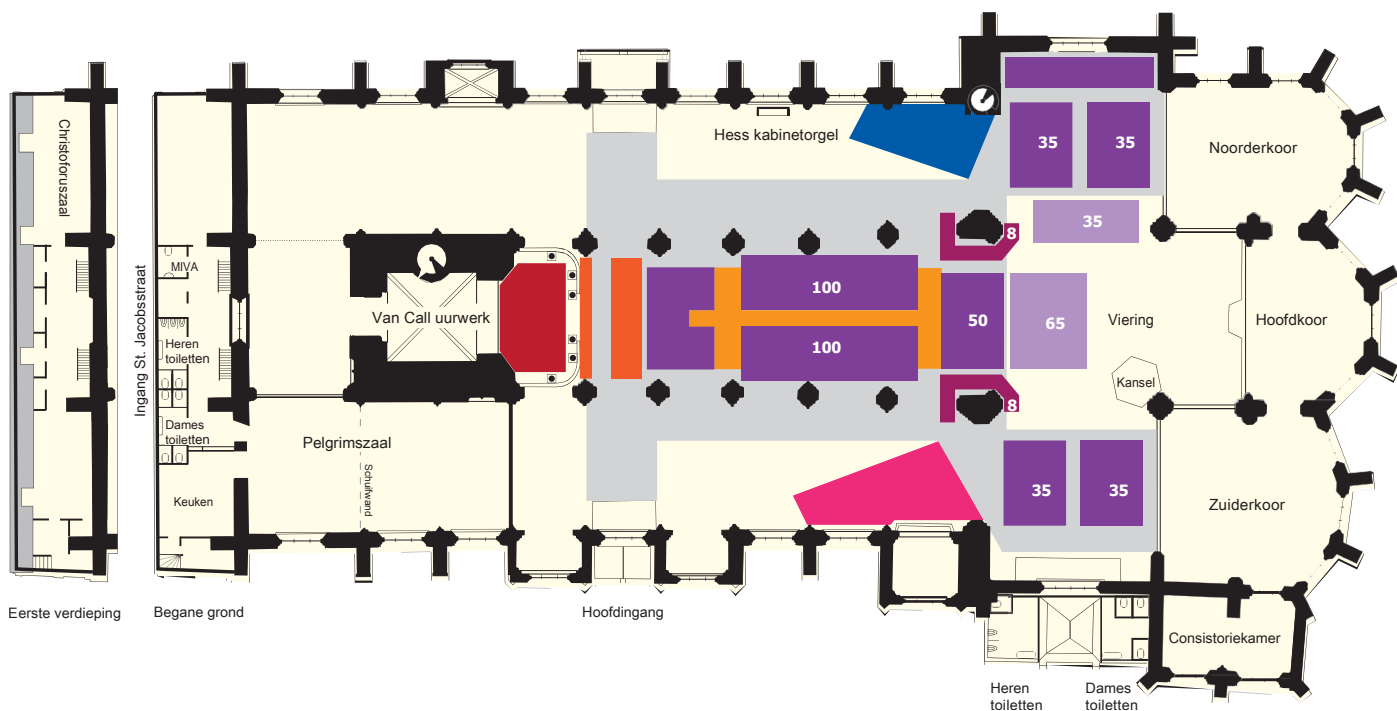 Christoforuszaal
Eerste verdieping
Ingang St. Jacobsstraat
MIVA
Heren
toiletten
Dames
toiletten
Keuken
Begane grond
Van Call uurwerk
Pelgrimszaal
Schuifwand
Hoofdingang
Hess kabinetorgel
35
35
35
8
100
100
50
65
8
35
35
Noorderkoor
Viering
Hoofdkoor
Kansel
Zuiderkoor
Consistoriekamer
Heren
toiletten
Dames
toiletten